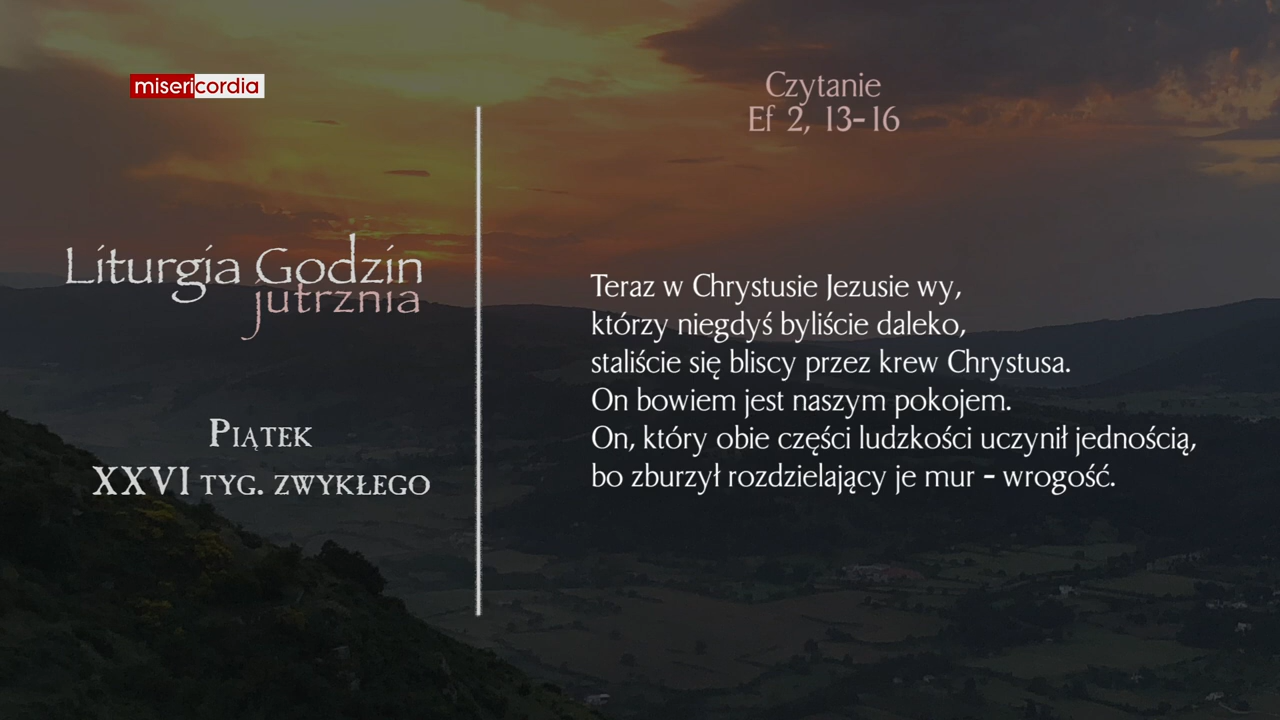 misericordia
Liturgia Godzin
jutrznia
Piątek
XXVI tyg. zwykłego
Czytanie
Ef 2, 13-16
Teraz w Chrystusie Jezusie wy,
którzy niegdyś byliście daleko,
staliście się bliscy przez krew Chrystusa.
On bowiem jest naszym pokojem.
On, który obie części ludzkości uczynił jednością,
bo zburzył rozdzielający je mur - wrogość.